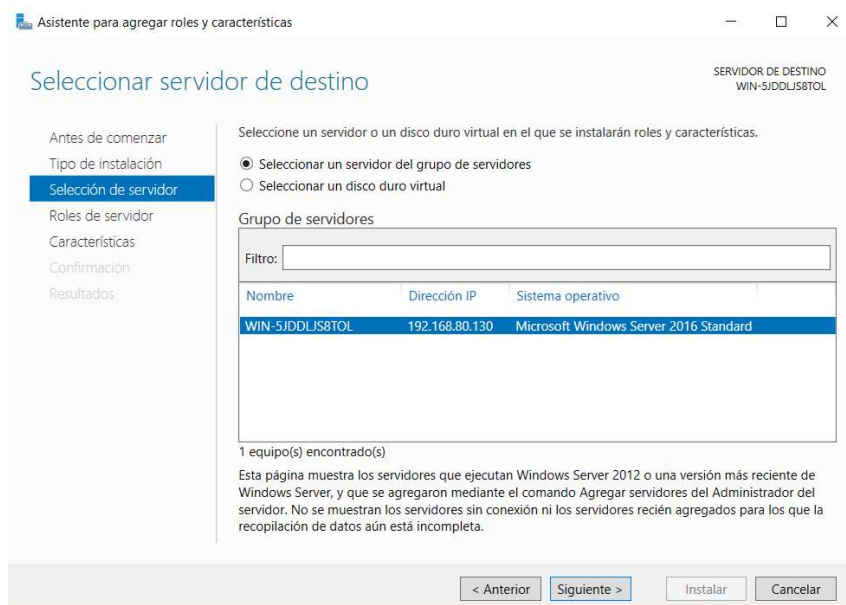 Asistente para agregar roles y características
Seleccionar servidor de destino
SERVIDOR DE DESTINO
WIN-5JDDLJS8TOL
Antes de comenzar
Tipo de instalación
Selección de servidor
Roles de servidor
Características
Confirmación
Resultados
Seleccione un servidor o un disco duro virtual en el que se instalarán roles y características.
Seleccionar un servidor del grupo de servidores
Seleccionar un disco duro virtual
Grupo de servidores
Filtro:
Nombre Dirección IP Sistema operativo
WIN-5JDDLJS8TOL 192.168.80.130 Microsoft Windows Server 2016 Standard
1 equipo(s) encontrado(s)
Esta página muestra los servidores que ejecutan Windows Server 2012 o una versión más reciente de
Windows Server, y que se agregaron mediante el comando Agregar servidores del Administrador del
servidor. No se muestran los servidores sin conexión ni los servidores recién agregados para los que la
recopilación de datos aún está incompleta.
< Anterior Siguiente > Instalar Cancelar